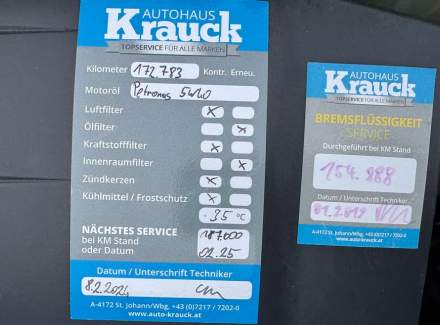 AUTOHAUS
Krauck
TOPSERVICE FÜR ALLE MARKEN
Kilometer 172.783 Kontr. Erneu.
Motoröl Petronas 5W40
Luftfilter x
Ölfilter x
Kraftstofffilter x
Innenraumfilter x
Zündkerzen x
Kühlmittel / Frostschutz x
- 35 °C
NÄCHSTES SERVICE
bei KM Stand 187.000
oder Datum 02.25
Datum / Unterschrift Techniker
8.2.2024
A-4172 St. Johann/Wbg, +43 (0)7217 / 7202-0
www.auto-krauck.at
AUTOHAUS
Krauck
TOPSERVICE FÜR ALLE MARKEN
BREMSFLÜSSIGKEIT
SERVICE
Durchgeführt bei KM Stand
154.988
Datum / Unterschrift Techniker
A-4172 St. Johann/Wbg, +43 (0)7217 / 7202-0
www.auto-krauck.at